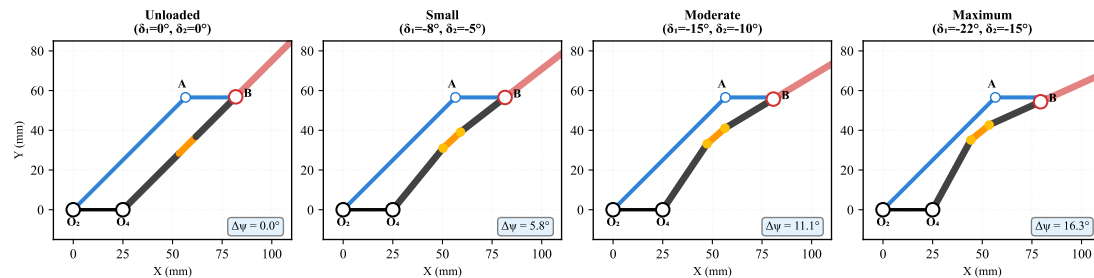 Unloaded
(δ₁=0°, δ₂=0°)
80
60
40
20
0
Y (mm)
A
B
O₂
O₄
Δψ = 0.0°
0
25
50
75
100
X (mm)
Small
(δ₁=-8°, δ₂=-5°)
80
60
40
20
0
A
B
O₂
O₄
Δψ = 5.8°
0
25
50
75
100
X (mm)
Moderate
(δ₁=-15°, δ₂=-10°)
80
60
40
20
0
A
B
O₂
O₄
Δψ = 11.1°
0
25
50
75
100
X (mm)
Maximum
(δ₁=-22°, δ₂=-15°)
80
60
40
20
0
A
B
O₂
O₄
Δψ = 16.3°
0
25
50
75
100
X (mm)